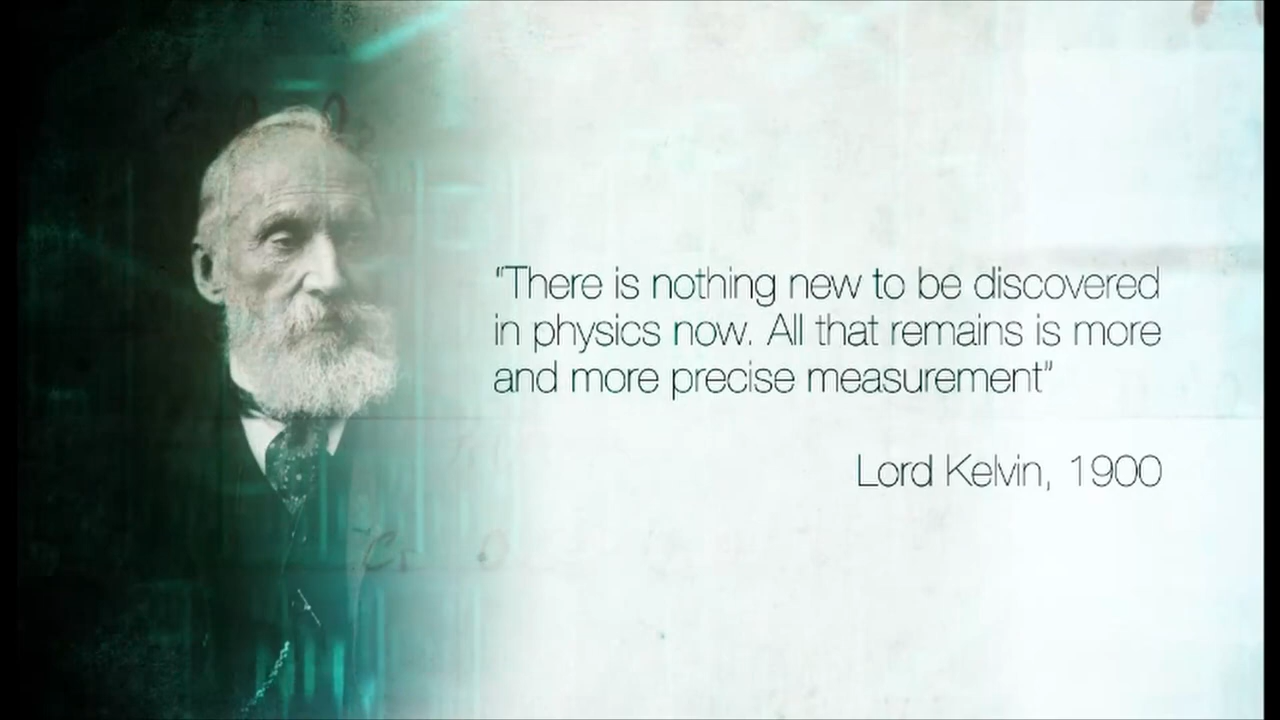 “There is nothing new to be discovered
in physics now. All that remains is more
and more precise measurement”
Lord Kelvin, 1900